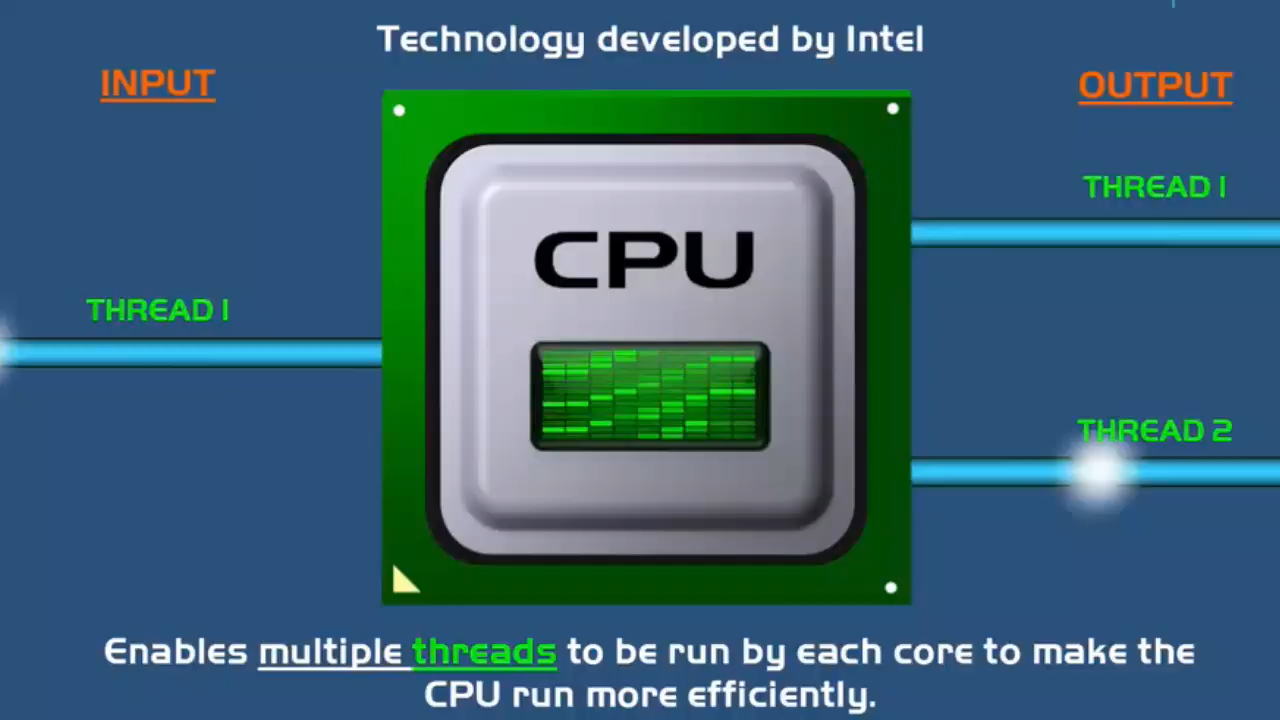 Technology developed by Intel
INPUT
OUTPUT
THREAD 1
CPU
THREAD 1
THREAD 2
Enables multiple threads to be run by each core to make the
CPU run more efficiently.